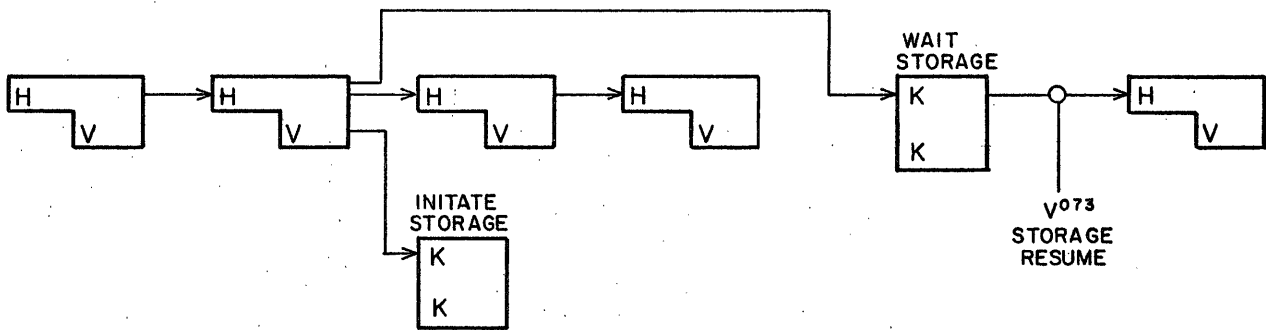 WAIT
STORAGE
H
V
H
V
H
V
H
K
K
H
V
V
INITATE
STORAGE
K
K
V073
STORAGE
RESUME